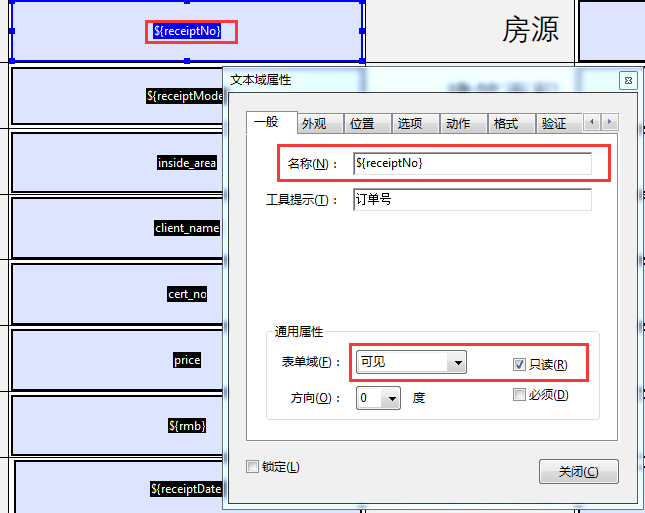 ${receiptNo}
房源
文本域属性
${receiptMode
一般 外观 位置 选项 动作 格式 验证
名称(N)： ${receiptNo}
inside_area
工具提示(T)： 订单号
client_name
cert_no
通用属性
price
表单域(F)： 可见 只读(R)
方向(O)： 0 度 必须(D)
${rmb}
锁定(L) 关闭(C)
${receiptDate